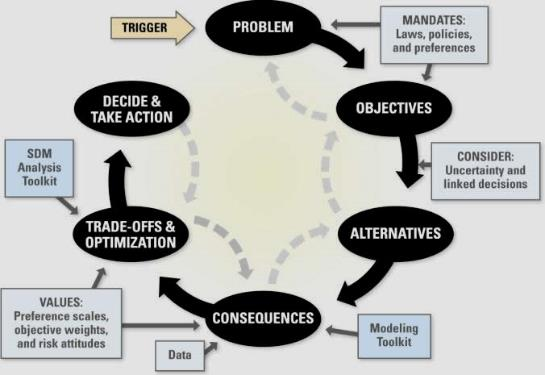 TRIGGER
PROBLEM
MANDATES:
Laws, policies,
and preferences
OBJECTIVES
CONSIDER:
Uncertainty and
linked decisions
ALTERNATIVES
Modeling
Toolkit
CONSEQUENCES
Data
VALUES:
Preference scales,
objective weights,
and risk attitudes
TRADE-OFFS &
OPTIMIZATION
SDM
Analysis
Toolkit
DECIDE &
TAKE ACTION